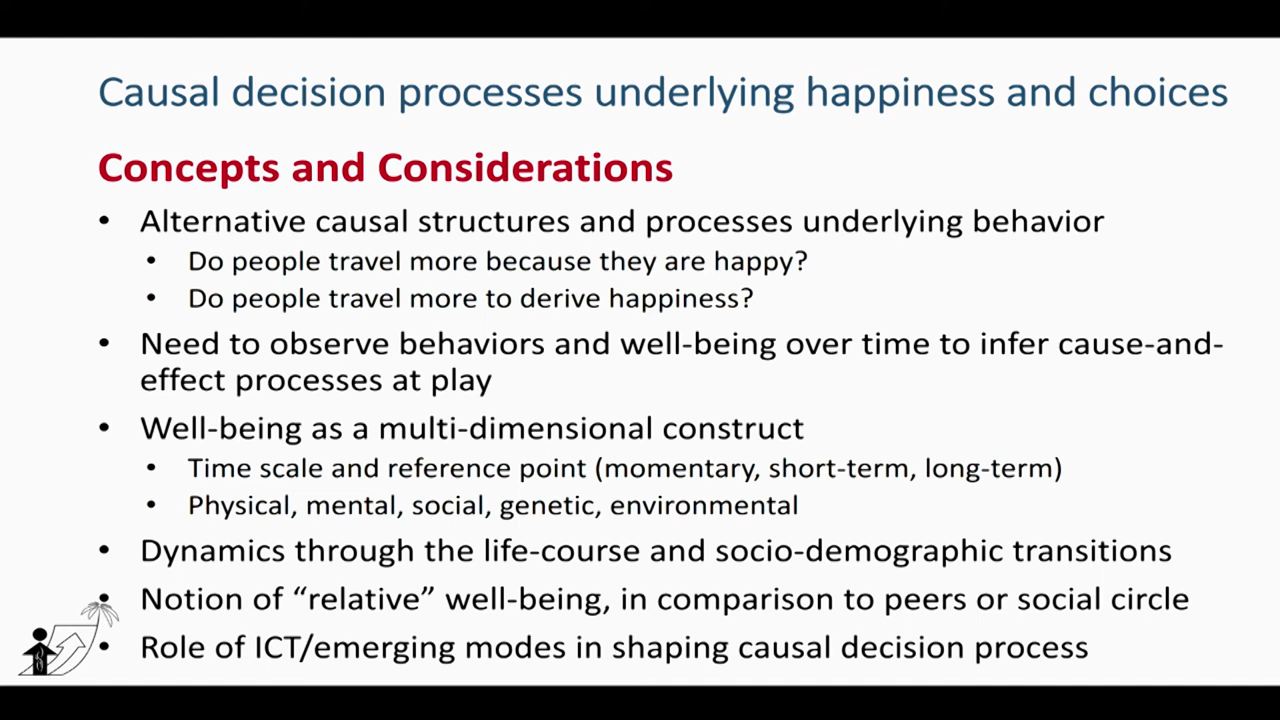 Causal decision processes underlying happiness and choices
Concepts and Considerations
• Alternative causal structures and processes underlying behavior
• Do people travel more because they are happy?
• Do people travel more to derive happiness?
• Need to observe behaviors and well-being over time to infer cause-and-
effect processes at play
• Well-being as a multi-dimensional construct
• Time scale and reference point (momentary, short-term, long-term)
• Physical, mental, social, genetic, environmental
• Dynamics through the life-course and socio-demographic transitions
• Notion of “relative” well-being, in comparison to peers or social circle
• Role of ICT/emerging modes in shaping causal decision process